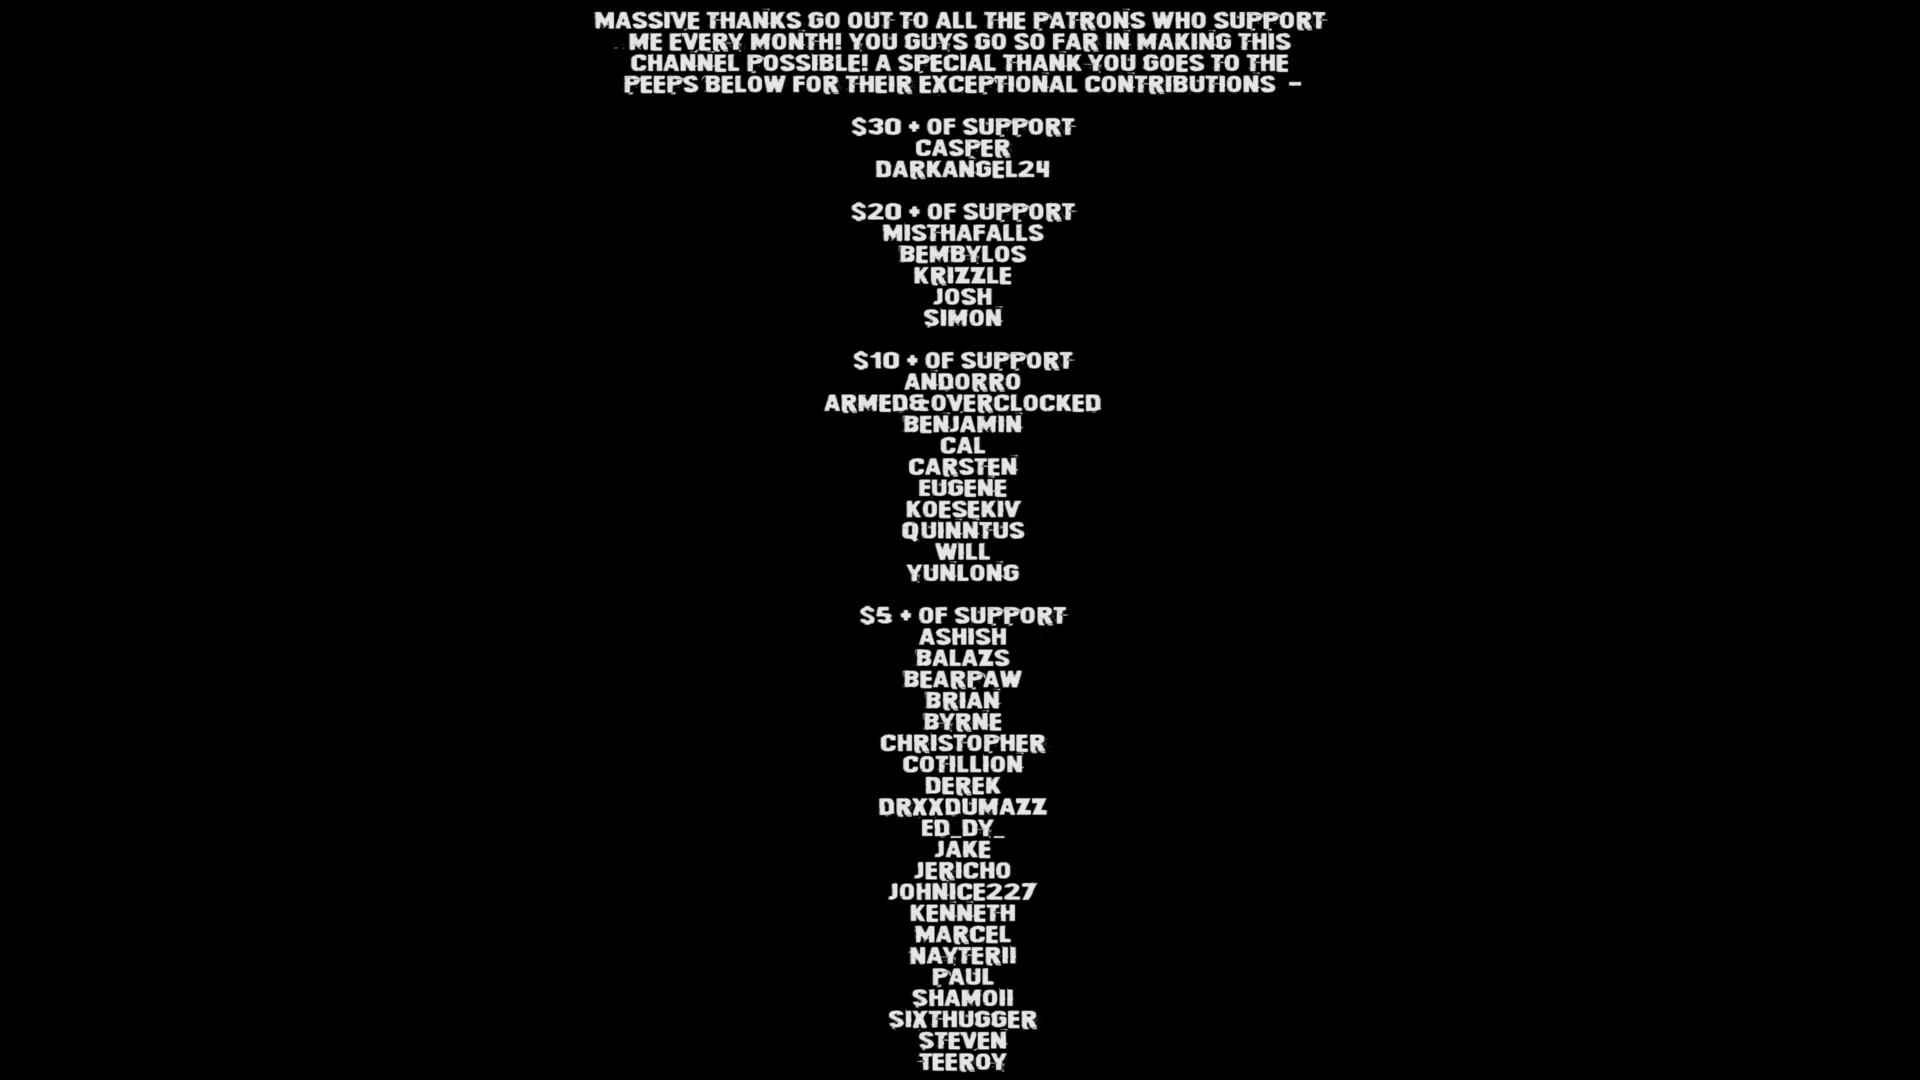 MASSIVE THANKS GO OUT TO ALL THE PATRONS WHO SUPPORT
ME EVERY MONTH! YOU GUYS GO SO FAR IN MAKING THIS
CHANNEL POSSIBLE! A SPECIAL THANK YOU GOES TO THE
PEEPS BELOW FOR THEIR EXCEPTIONAL CONTRIBUTIONS -
$30 + OF SUPPORT
CASPER
DARKANGEL24
$20 + OF SUPPORT
MISTHAFALLS
BEMBYLOS
KRIZZLE
JOSH
SIMON
$10 + OF SUPPORT
ANDORRO
ARMED&OVERCLOCKED
BENJAMIN
CAL
CARSTEN
EUGENE
KOESEKIV
QUINNTUS
WILL
YUNLONG
$5 + OF SUPPORT
ASHISH
BALAZS
BEARPAW
BRIAN
BYRNE
CHRISTOPHER
COTILLION
DEREK
DRXXDUMAZZ
ED_DY_
JAKE
JERICHO
JOHNICE227
KENNETH
MARCEL
NAYTERII
PAUL
SHAMOII
SIXTHUGGER
STEVEN
TEEROY